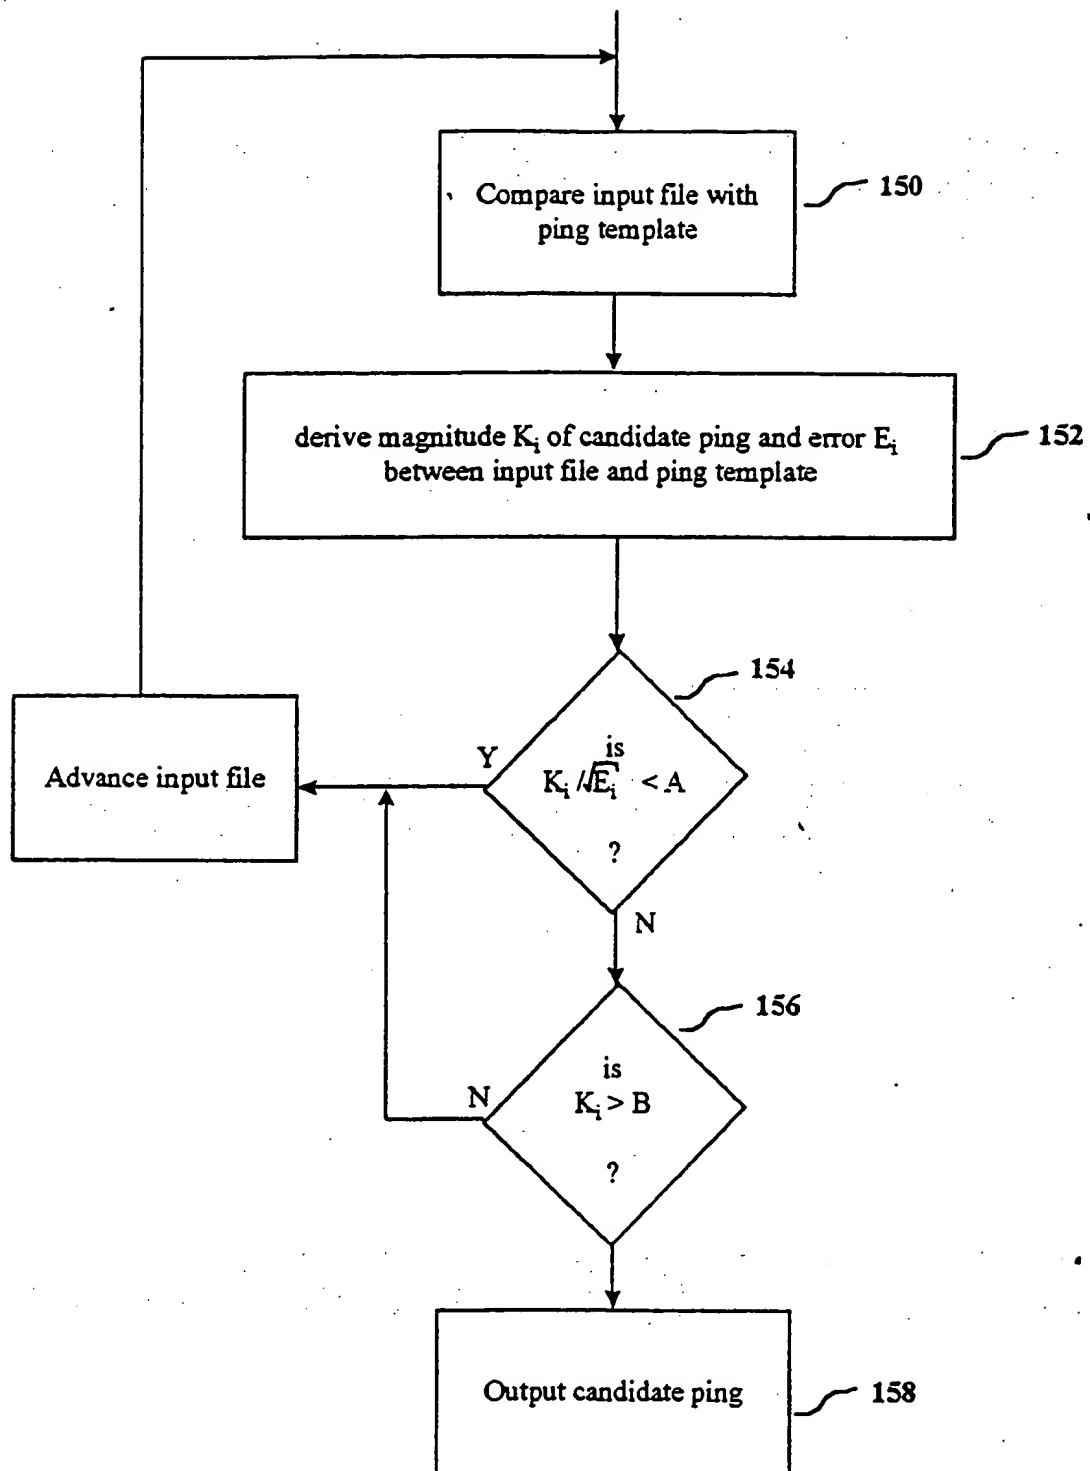 Compare input file with
ping template
150
derive magnitude Kᵢ of candidate ping and error Eᵢ
between input file and ping template
152
154
is
Kᵢ /√Eᵢ < A
?
Y
Advance input file
N
156
is
Kᵢ > B
?
N
Output candidate ping
158